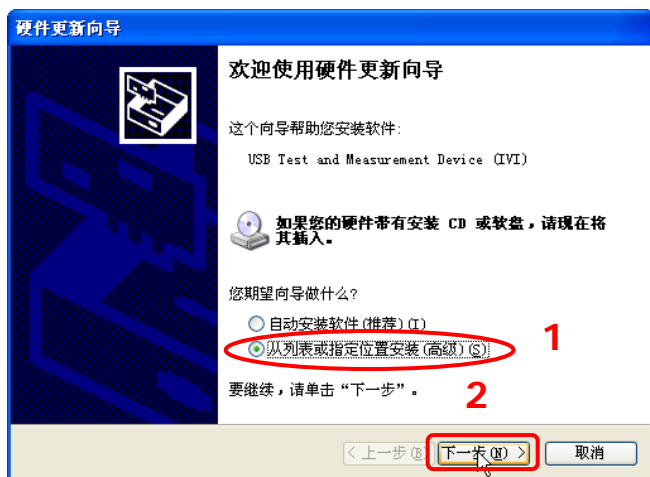 硬件更新向导
欢迎使用硬件更新向导
这个向导帮助您安装软件:
USB Test and Measurement Device (IVI)
如果您的硬件带有安装 CD 或软盘，请现在将
其插入。
您期望向导做什么?
自动安装软件(推荐)(I)
从列表或指定位置安装(高级)(S)
1
要继续，请单击“下一步”。
2
< 上一步(B)
下一步(N) >
取消